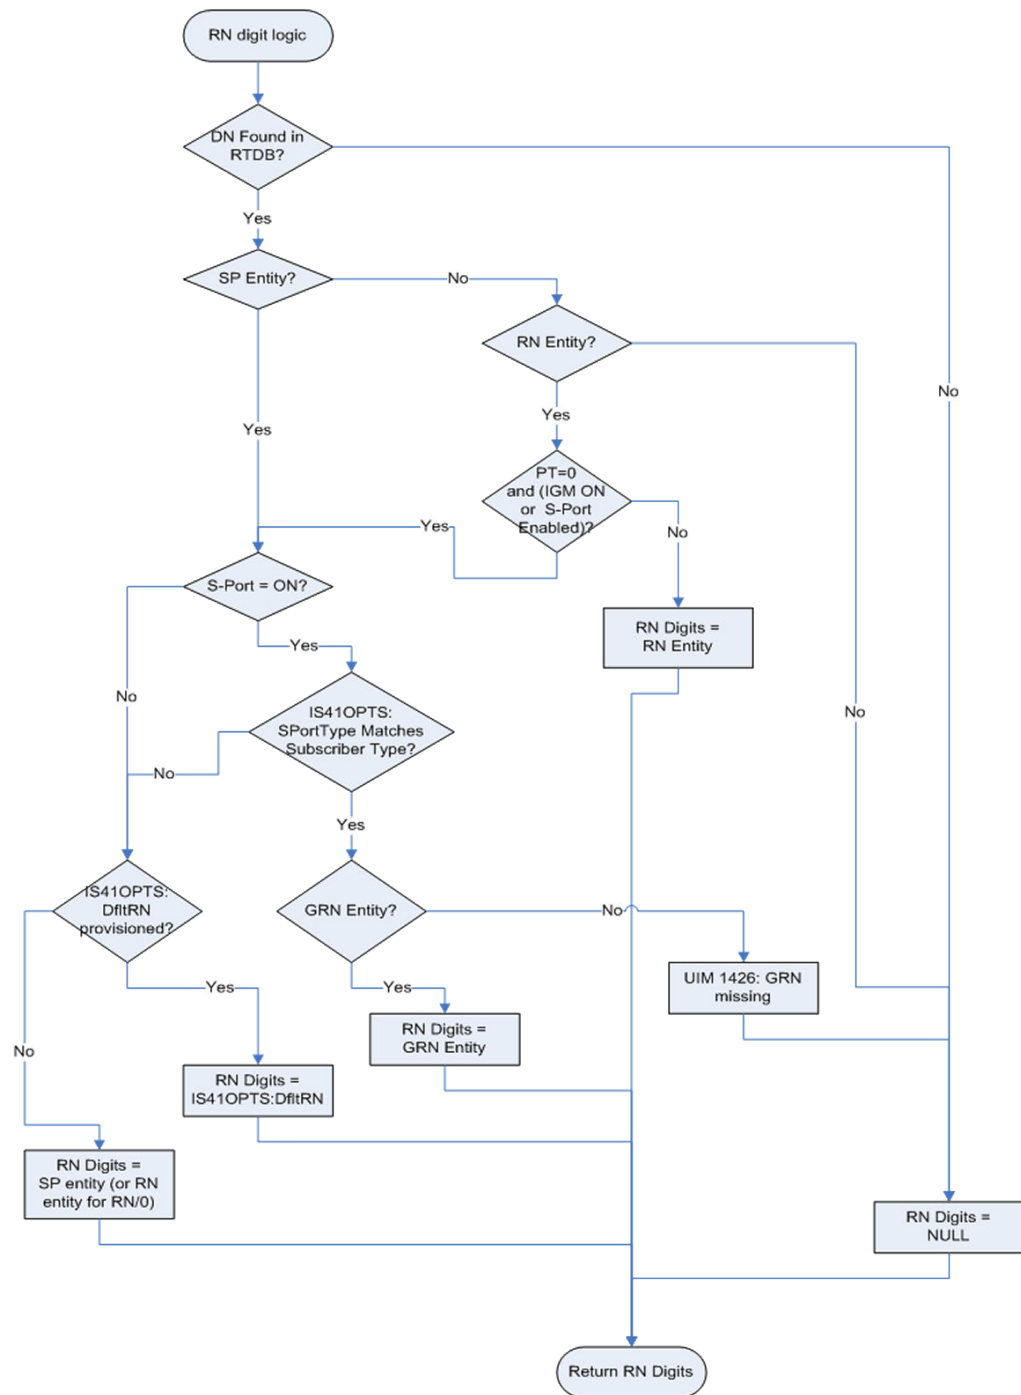 RN digit logic
DN Found in
RTDB?
Yes
SP Entity?
No
RN Entity?
No
Yes
Yes
PT=0
and (IGM ON
or S-Port
Enabled)?
Yes
No
S-Port = ON?
RN Digits =
RN Entity
Yes
No
No
IS41OPTS:
SPortType Matches
Subscriber Type?
No
Yes
IS41OPTS:
DfltRN
provisioned?
GRN Entity?
No
UIM 1426: GRN
missing
Yes
Yes
RN Digits =
GRN Entity
No
RN Digits =
IS41OPTS:DfltRN
RN Digits =
SP entity (or RN
entity for RN/0)
RN Digits =
NULL
Return RN Digits